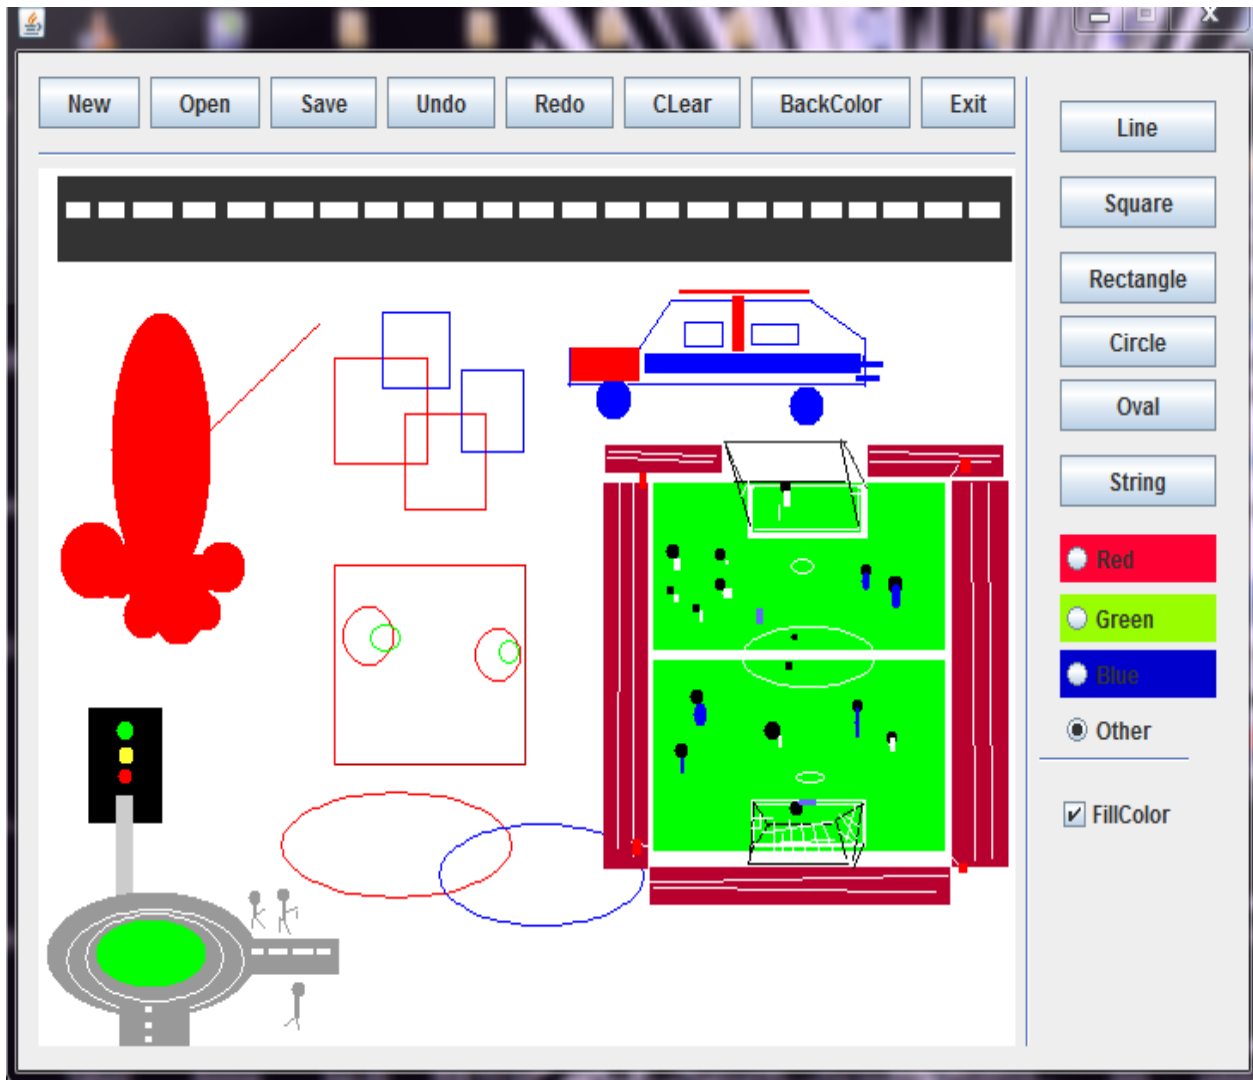 New Open Save Undo Redo CLear BackColor Exit
Line
Square
Rectangle
Circle
Oval
String
Red
Green
Blue
Other
FillColor